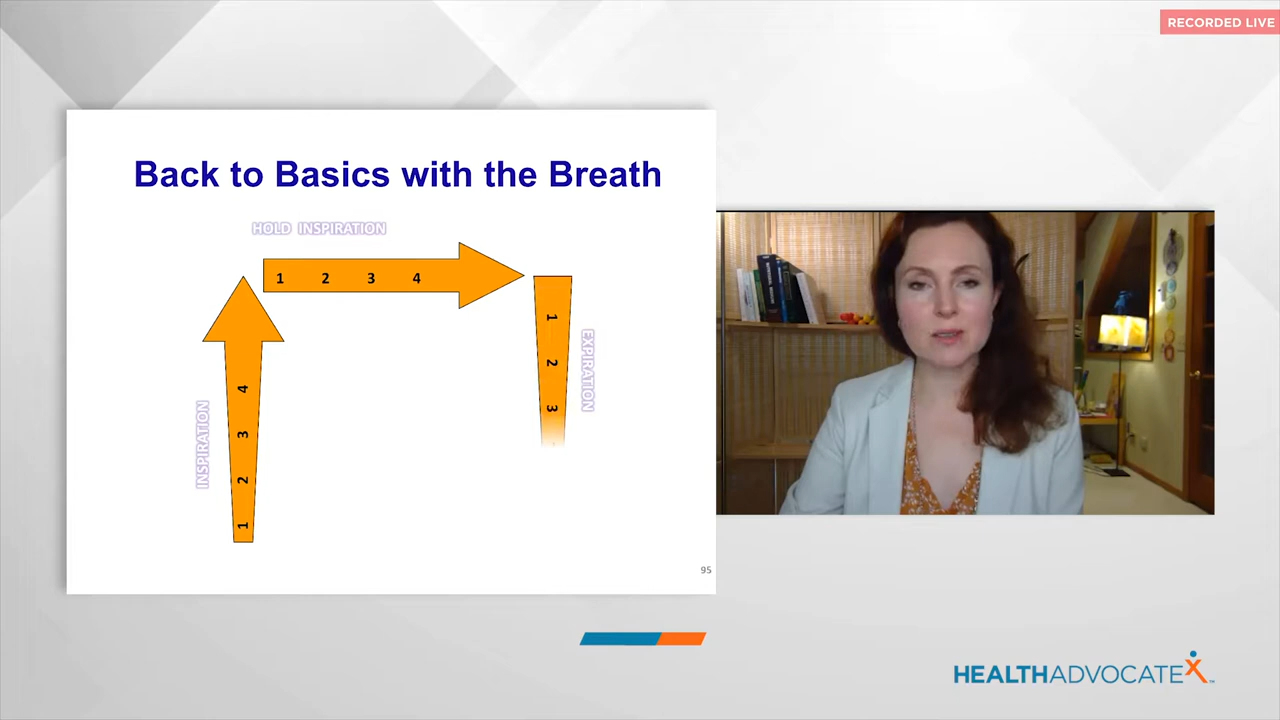 RECORDED LIVE
Back to Basics with the Breath
HOLD INSPIRATION
1 2 3 4
INSPIRATION
1 2 3 4
EXPIRATION
1 2 3
95
HEALTHADVOCATEX™